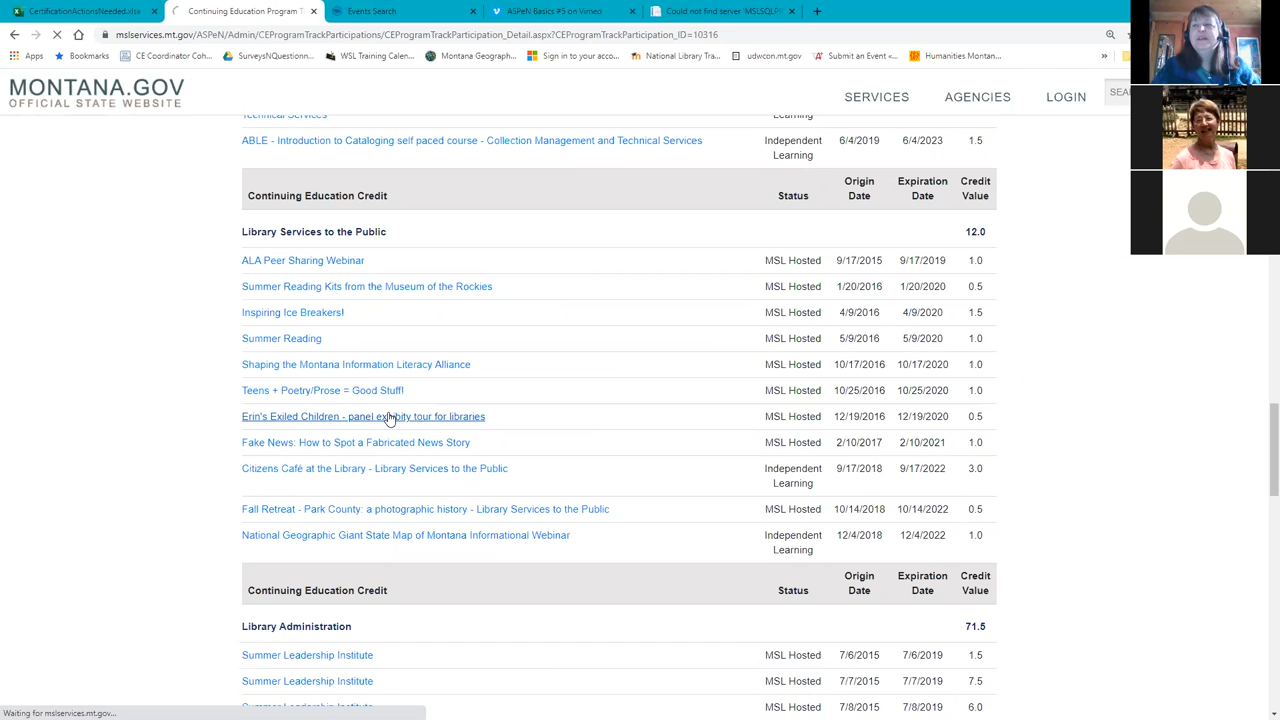 CertificationActionsNeeded.xlsx
Continuing Education Program T
Events Search
ASPeN Basics #5 on Vimeo
Could not find server 'MSLSQLP
mslservices.mt.gov/ASPeN/Admin/CEProgramTrackParticipations/CEProgramTrackParticipation_Detail.aspx?CEProgramTrackParticipation_ID=10316
Apps
Bookmarks
CE Coordinator Coh...
SurveysNQuestionn...
WSL Training Calen...
Montana Geograph...
Sign in to your acco...
National Library Tra...
udwcon.mt.gov
Submit an Event «...
Humanities Montan...
MONTANA.GOV
OFFICIAL STATE WEBSITE
SERVICES AGENCIES LOGIN SEA
Technical Services Learning
ABLE - Introduction to Cataloging self paced course - Collection Management and Technical Services Independent Learning 6/4/2019 6/4/2023 1.5
Continuing Education Credit Status Origin Date Expiration Date Credit Value
Library Services to the Public 12.0
ALA Peer Sharing Webinar MSL Hosted 9/17/2015 9/17/2019 1.0
Summer Reading Kits from the Museum of the Rockies MSL Hosted 1/20/2016 1/20/2020 0.5
Inspiring Ice Breakers! MSL Hosted 4/9/2016 4/9/2020 1.5
Summer Reading MSL Hosted 5/9/2016 5/9/2020 1.0
Shaping the Montana Information Literacy Alliance MSL Hosted 10/17/2016 10/17/2020 1.0
Teens + Poetry/Prose = Good Stuff! MSL Hosted 10/25/2016 10/25/2020 1.0
Erin's Exiled Children - panel exhibity tour for libraries MSL Hosted 12/19/2016 12/19/2020 0.5
Fake News: How to Spot a Fabricated News Story MSL Hosted 2/10/2017 2/10/2021 1.0
Citizens Café at the Library - Library Services to the Public Independent Learning 9/17/2018 9/17/2022 3.0
Fall Retreat - Park County: a photographic history - Library Services to the Public MSL Hosted 10/14/2018 10/14/2022 0.5
National Geographic Giant State Map of Montana Informational Webinar Independent Learning 12/4/2018 12/4/2022 1.0
Continuing Education Credit Status Origin Date Expiration Date Credit Value
Library Administration 71.5
Summer Leadership Institute MSL Hosted 7/6/2015 7/6/2019 1.5
Summer Leadership Institute MSL Hosted 7/7/2015 7/7/2019 7.5
Summer Leadership Institute MSL Hosted 7/8/2015 7/8/2019 6.0
Waiting for mslservices.mt.gov...